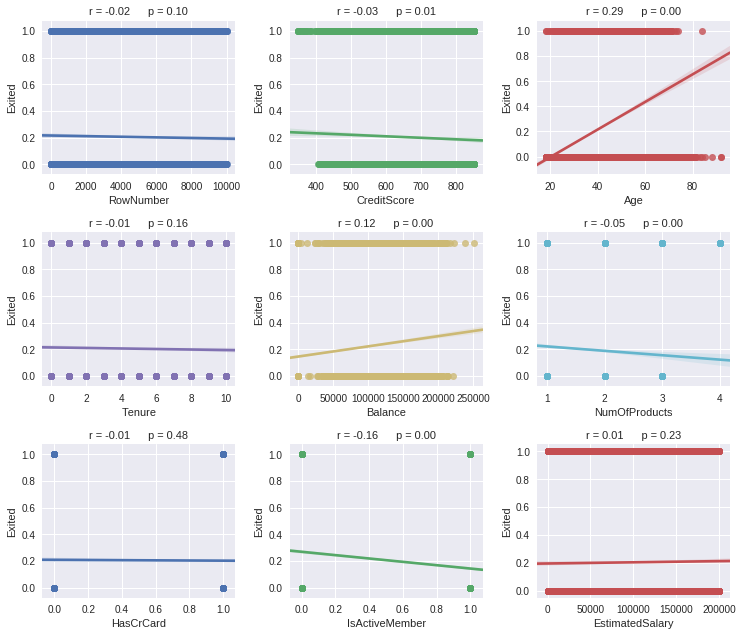 r = -0.02 p = 0.10
1.0
0.8
0.6
0.4
0.2
0.0
Exited
0 2000 4000 6000 8000 10000
RowNumber
r = -0.03 p = 0.01
1.0
0.8
0.6
0.4
0.2
0.0
Exited
400 500 600 700 800
CreditScore
r = 0.29 p = 0.00
1.0
0.8
0.6
0.4
0.2
0.0
Exited
20 40 60 80
Age
r = -0.01 p = 0.16
1.0
0.8
0.6
0.4
0.2
0.0
Exited
0 2 4 6 8 10
Tenure
r = 0.12 p = 0.00
1.0
0.8
0.6
0.4
0.2
0.0
Exited
0 50000 100000 150000 200000 250000
Balance
r = -0.05 p = 0.00
1.0
0.8
0.6
0.4
0.2
0.0
Exited
1 2 3 4
NumOfProducts
r = -0.01 p = 0.48
1.0
0.8
0.6
0.4
0.2
0.0
Exited
0.0 0.2 0.4 0.6 0.8 1.0
HasCrCard
r = -0.16 p = 0.00
1.0
0.8
0.6
0.4
0.2
0.0
Exited
0.0 0.2 0.4 0.6 0.8 1.0
IsActiveMember
r = 0.01 p = 0.23
1.0
0.8
0.6
0.4
0.2
0.0
Exited
0 50000 100000 150000 200000
EstimatedSalary